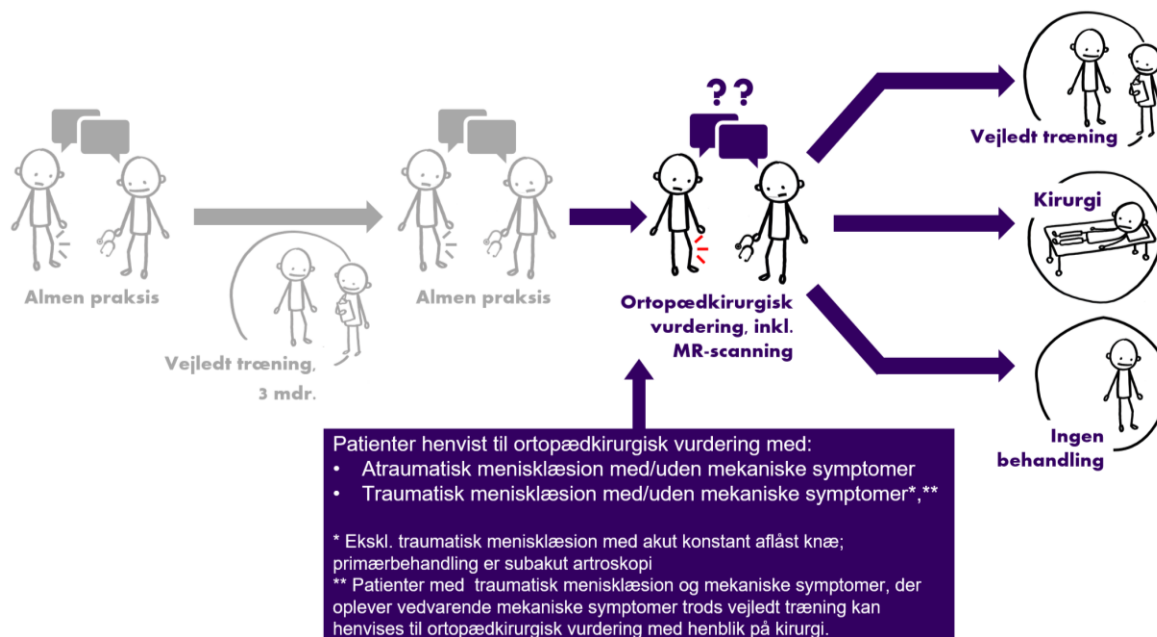 Almen praksis
Vejledt træning,
3 mdr.
Almen praksis
??
Ortopædkirurgisk
vurdering, inkl.
MR-scanning
Vejledt træning
Kirurgi
Ingen
behandling
Patienter henvist til ortopædkirurgisk vurdering med:
• Atraumatisk menisklæsion med/uden mekaniske symptomer
• Traumatisk menisklæsion med/uden mekaniske symptomer*,**
* Ekskl. traumatisk menisklæsion med akut konstant aflåst knæ;
primærbehandling er subakut artroskopi
** Patienter med traumatisk menisklæsion og mekaniske symptomer, der
oplever vedvarende mekaniske symptomer trods vejledt træning kan
henvises til ortopædkirurgisk vurdering med henblik på kirurgi.